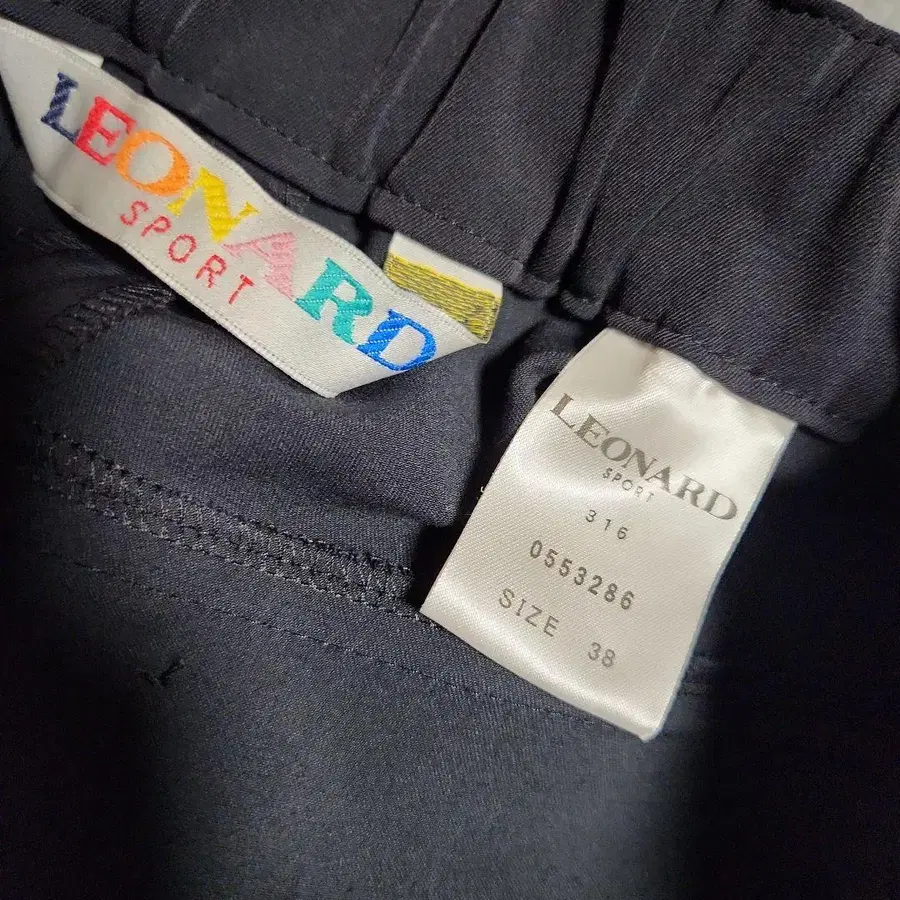 LEONARD
SPORT
LEONARD
SPORT
316
0553286
SIZE 38